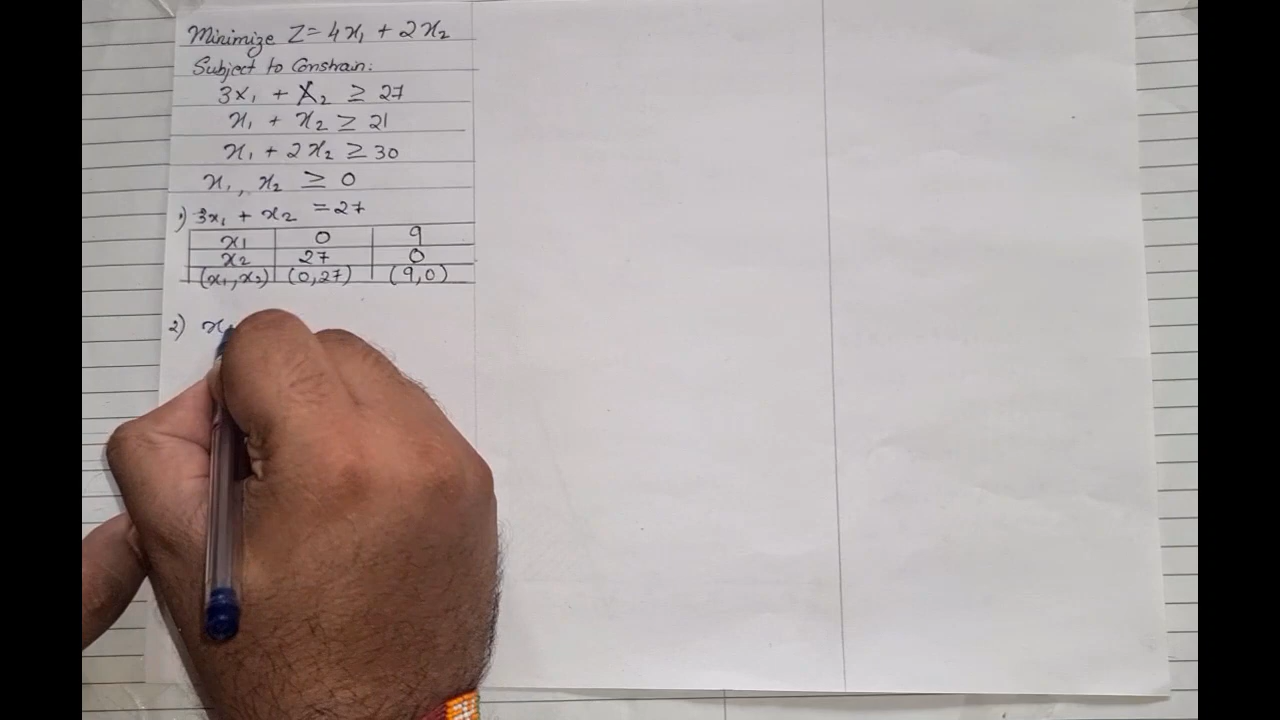 Minimize Z = 4x₁ + 2x₂
Subject to Constrain:
3x₁ + x₂ ≥ 27
x₁ + x₂ ≥ 21
x₁ + 2x₂ ≥ 30
x₁, x₂ ≥ 0
1) 3x₁ + x₂ = 27
x₁ 0 9
x₂ 27 0
(x₁,x₂) (0,27) (9,0)
2) x₁